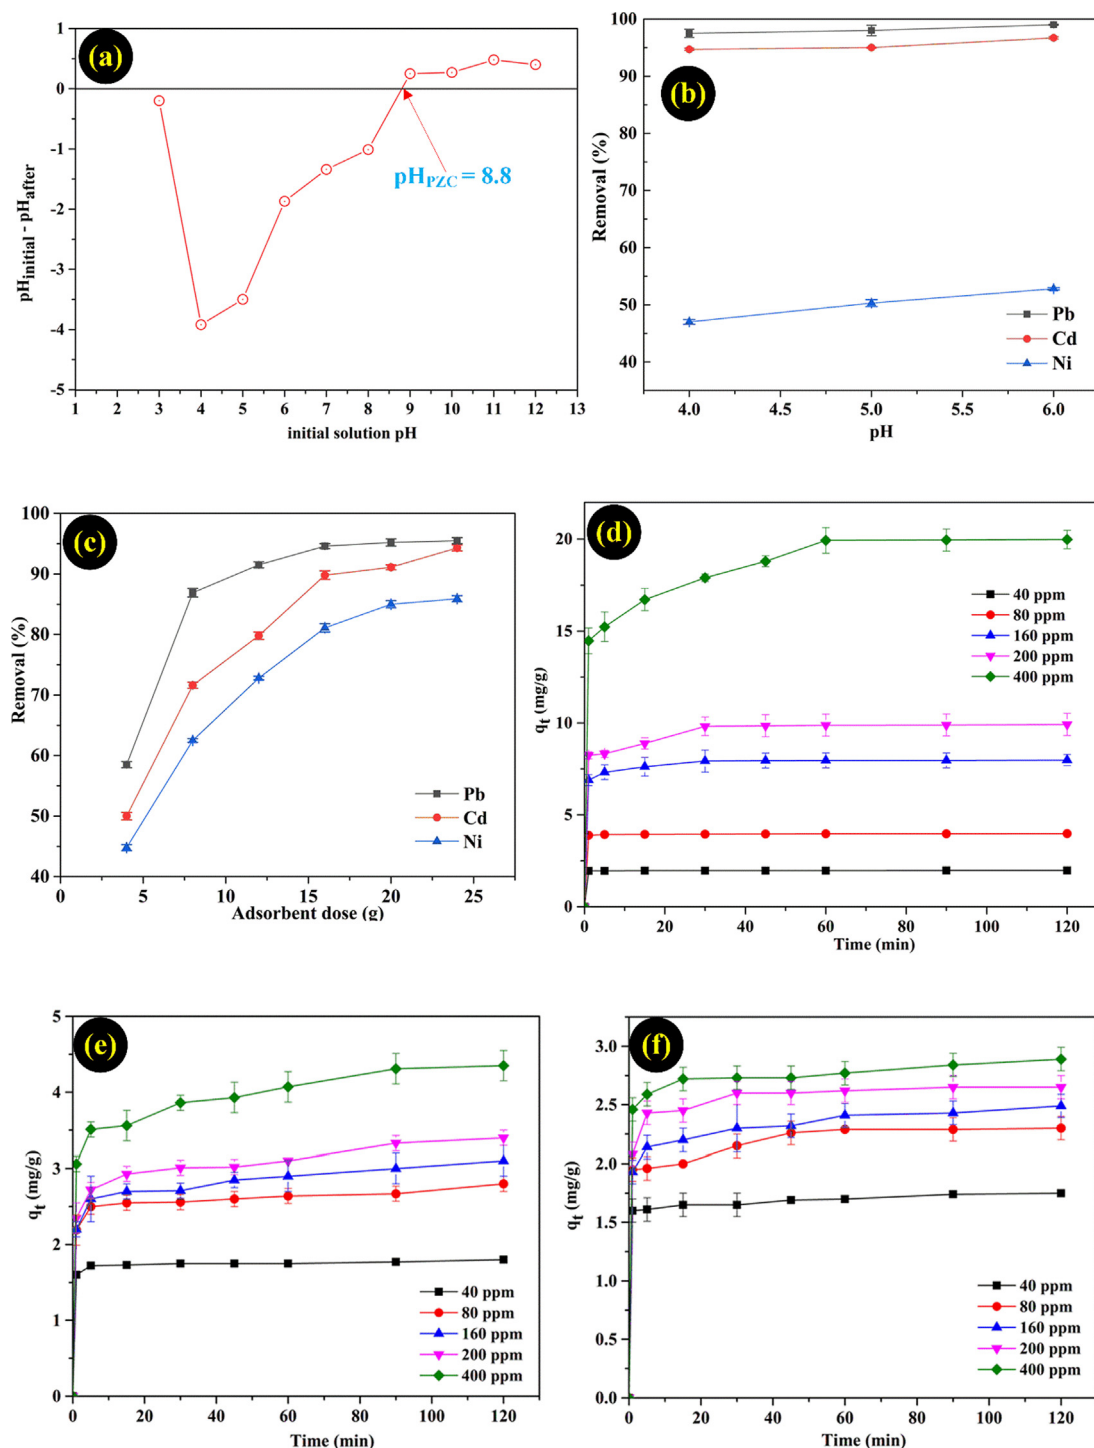 (a)
1
0
-1
-2
-3
-4
-5
pHinitial - pHafter
pHPZC = 8.8
1 2 3 4 5 6 7 8 9 10 11 12 13
initial solution pH
(b)
100
90
80
70
60
50
40
Removal (%)
Pb
Cd
Ni
4.0 4.5 5.0 5.5 6.0
pH
(c)
100
90
80
70
60
50
40
Removal (%)
Pb
Cd
Ni
0 5 10 15 20 25
Adsorbent dose (g)
(d)
20
15
10
5
0
qt (mg/g)
40 ppm
80 ppm
160 ppm
200 ppm
400 ppm
0 20 40 60 80 100 120
Time (min)
(e)
5
4
3
2
1
0
qt (mg/g)
40 ppm
80 ppm
160 ppm
200 ppm
400 ppm
0 20 40 60 80 100 120
Time (min)
(f)
3.0
2.5
2.0
1.5
1.0
0.5
0.0
qt (mg/g)
40 ppm
80 ppm
160 ppm
200 ppm
400 ppm
0 20 40 60 80 100 120
Time (min)